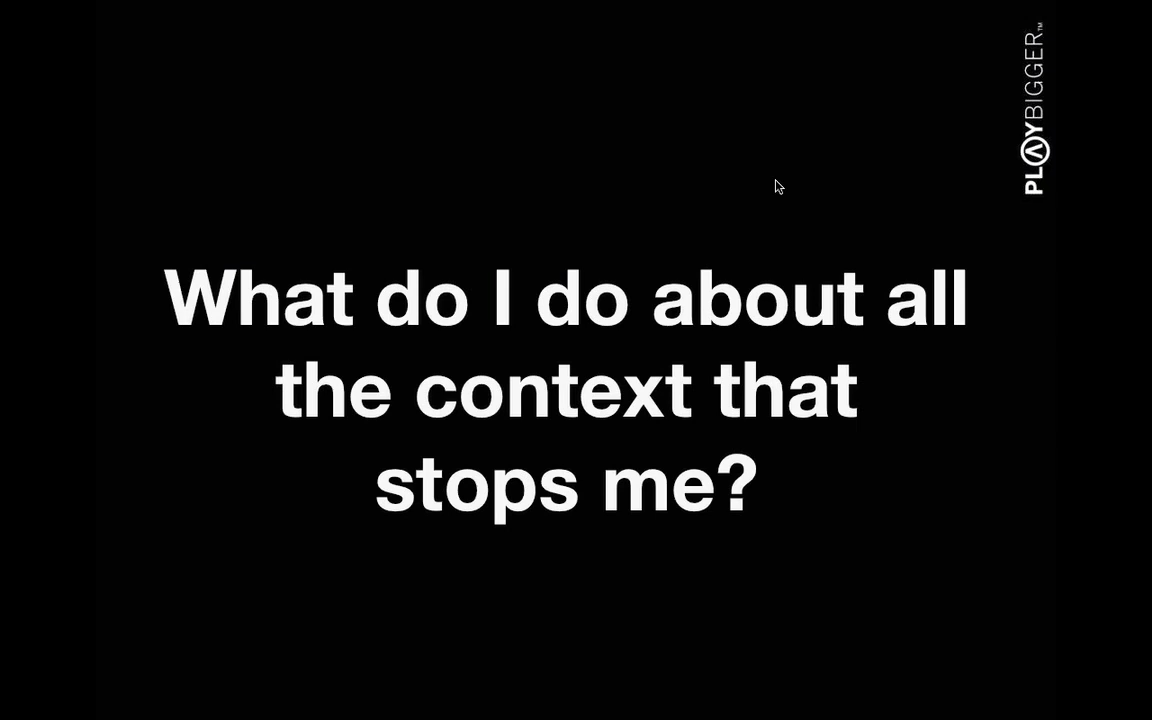 PLAYBIGGER™
What do I do about all
the context that
stops me?